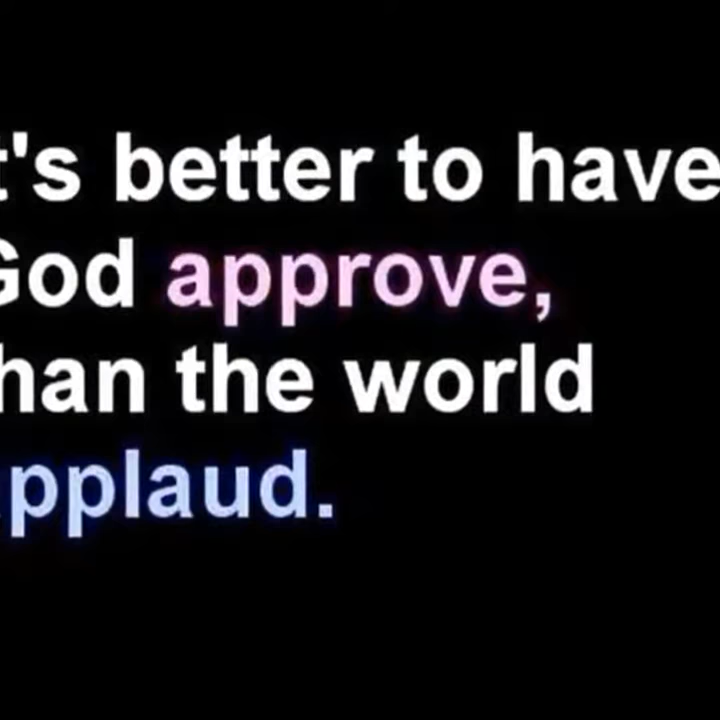 t's better to have
God approve,
han the world
pplaud.